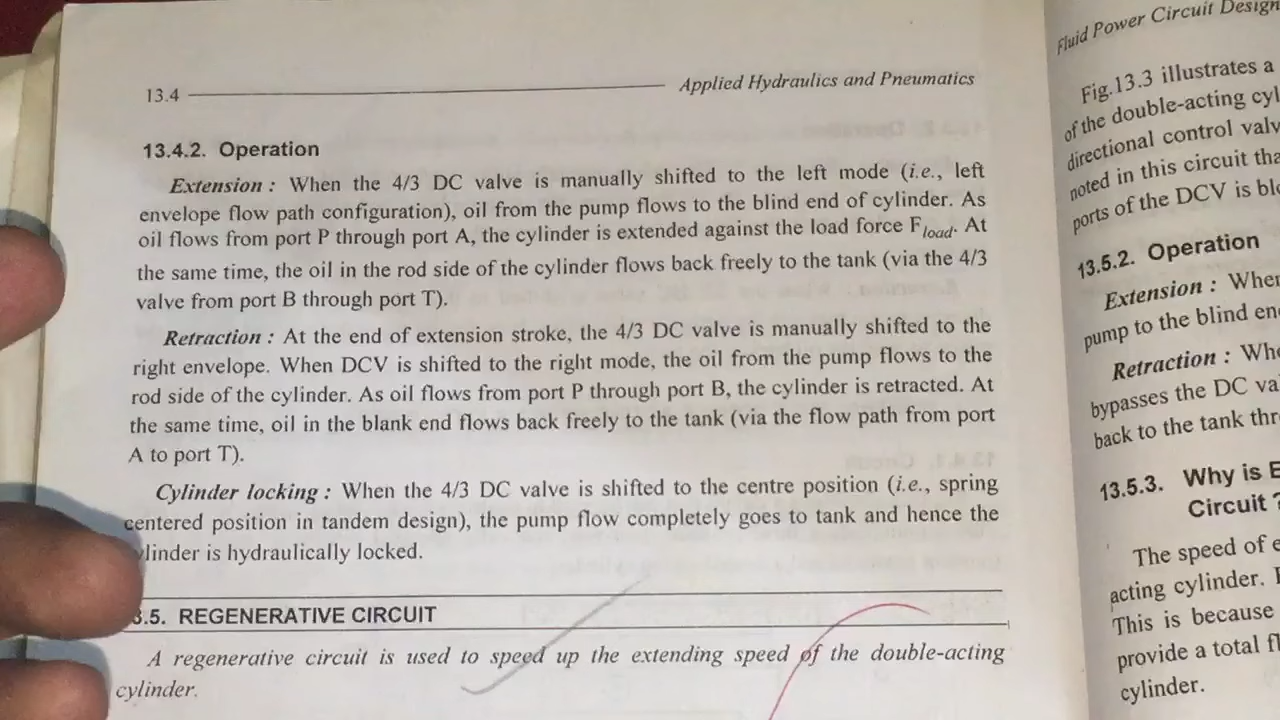 13.4 Applied Hydraulics and Pneumatics
13.4.2. Operation
Extension : When the 4/3 DC valve is manually shifted to the left mode (i.e., left
envelope flow path configuration), oil from the pump flows to the blind end of cylinder. As
oil flows from port P through port A, the cylinder is extended against the load force Fload. At
the same time, the oil in the rod side of the cylinder flows back freely to the tank (via the 4/3
valve from port B through port T).
Retraction : At the end of extension stroke, the 4/3 DC valve is manually shifted to the
right envelope. When DCV is shifted to the right mode, the oil from the pump flows to the
rod side of the cylinder. As oil flows from port P through port B, the cylinder is retracted. At
the same time, oil in the blank end flows back freely to the tank (via the flow path from port
A to port T).
Cylinder locking : When the 4/3 DC valve is shifted to the centre position (i.e., spring
centered position in tandem design), the pump flow completely goes to tank and hence the
ylinder is hydraulically locked.
3.5. REGENERATIVE CIRCUIT
A regenerative circuit is used to speed up the extending speed of the double-acting
cylinder.
Fluid Power Circuit Design
Fig.13.3 illustrates a
of the double-acting cyl
directional control valv
noted in this circuit tha
ports of the DCV is blo
13.5.2. Operation
Extension : When
pump to the blind end
Retraction : Whe
bypasses the DC va
back to the tank thr
13.5.3. Why is E
Circuit ?
The speed of e
acting cylinder.
This is because
provide a total fl
cylinder.